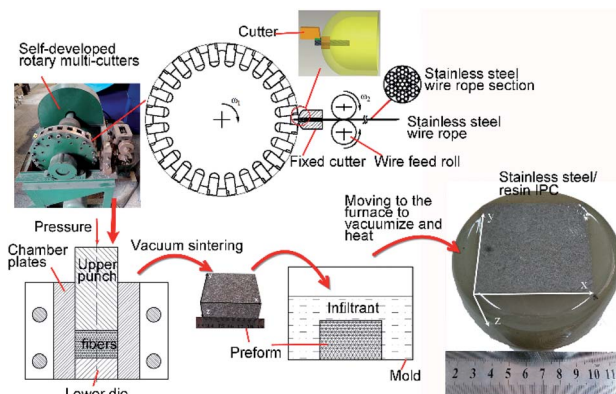 Cutter
Self-developed
rotary multi-cutters
ω₁
ω₂
Stainless steel
wire rope section
Stainless steel
wire rope
Fixed cutter
Wire feed roll
Pressure
Chamber
plates
Upper
punch
fibers
Lower die
Vacuum sintering
Preform
Infiltrant
Mold
Moving to the
furnace to
vacuumize and
heat
Stainless steel/
resin IPC
y
x
z
2 3 4 5 6 7 8 9 10 11